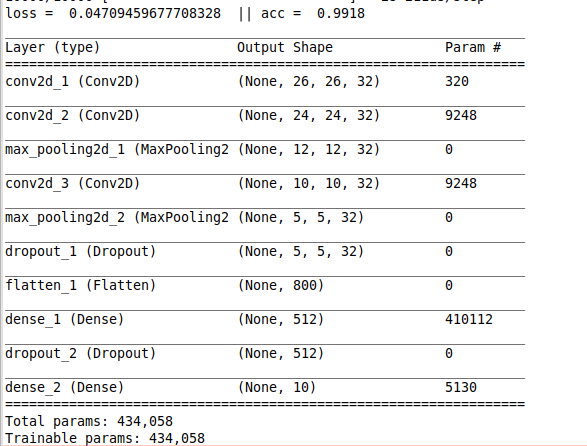 loss =  0.04709459677708328  || acc =  0.9918
Layer (type)                 Output Shape              Param #
=================================================================
conv2d_1 (Conv2D)            (None, 26, 26, 32)        320
conv2d_2 (Conv2D)            (None, 24, 24, 32)        9248
max_pooling2d_1 (MaxPooling2 (None, 12, 12, 32)        0
conv2d_3 (Conv2D)            (None, 10, 10, 32)        9248
max_pooling2d_2 (MaxPooling2 (None, 5, 5, 32)          0
dropout_1 (Dropout)          (None, 5, 5, 32)          0
flatten_1 (Flatten)          (None, 800)               0
dense_1 (Dense)              (None, 512)               410112
dropout_2 (Dropout)          (None, 512)               0
dense_2 (Dense)              (None, 10)                5130
=================================================================
Total params: 434,058
Trainable params: 434,058